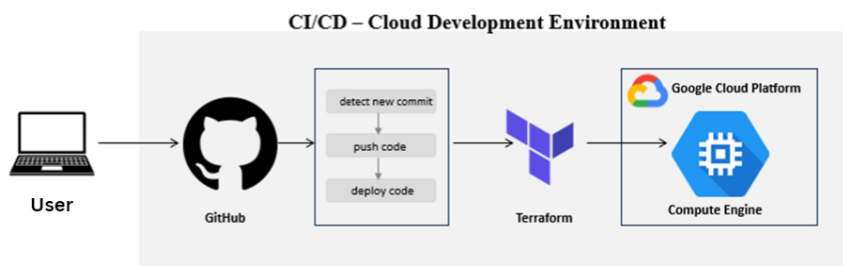 CI/CD – Cloud Development Environment
User
GitHub
detect new commit
push code
deploy code
Terraform
Google Cloud Platform
Compute Engine